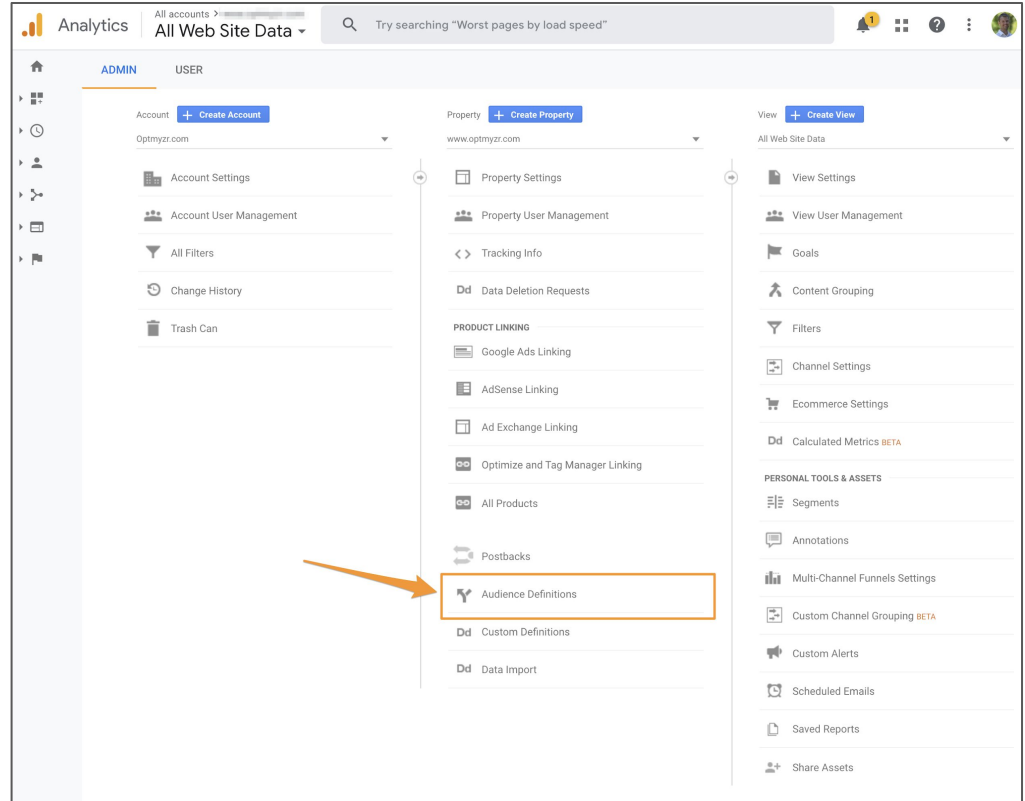 All accounts >
Analytics
All Web Site Data
Try searching “Worst pages by load speed”
1
ADMIN
USER
Account
+ Create Account
Optmyzr.com
Account Settings
Account User Management
All Filters
Change History
Trash Can
Property
+ Create Property
www.optmyzr.com
Property Settings
Property User Management
Tracking Info
Dd Data Deletion Requests
PRODUCT LINKING
Google Ads Linking
AdSense Linking
Ad Exchange Linking
Optimize and Tag Manager Linking
All Products
Postbacks
Audience Definitions
Dd Custom Definitions
Dd Data Import
View
+ Create View
All Web Site Data
View Settings
View User Management
Goals
Content Grouping
Filters
Channel Settings
Ecommerce Settings
Dd Calculated Metrics BETA
PERSONAL TOOLS & ASSETS
Segments
Annotations
Multi-Channel Funnels Settings
Custom Channel Grouping BETA
Custom Alerts
Scheduled Emails
Saved Reports
Share Assets